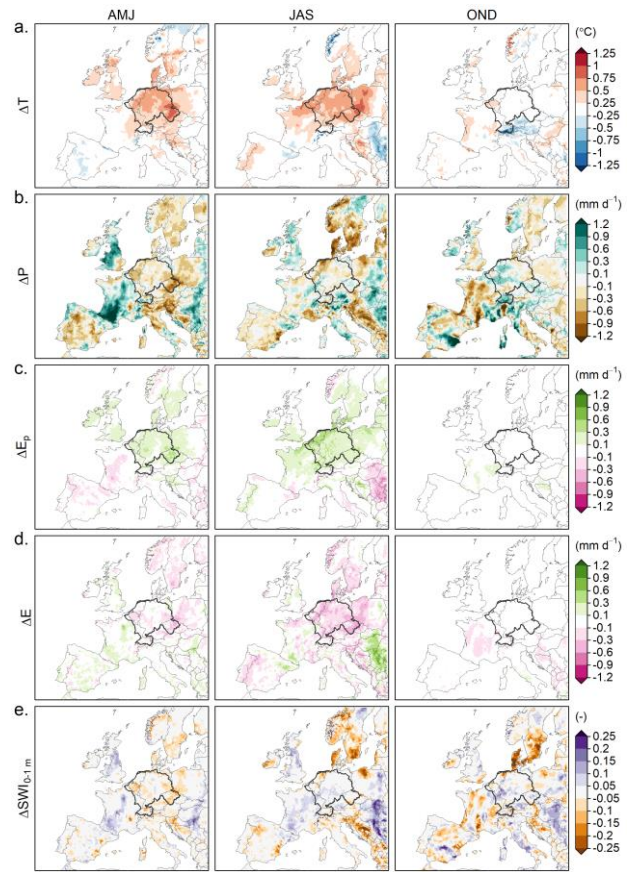 AMJ JAS OND
a. ΔT (°C) 1.25 1 0.75 0.5 0.25 -0.25 -0.5 -0.75 -1 -1.25
b. ΔP (mm d⁻¹) 1.2 0.9 0.6 0.3 0.1 -0.1 -0.3 -0.6 -0.9 -1.2
c. ΔEₚ (mm d⁻¹) 1.2 0.9 0.6 0.3 0.1 -0.1 -0.3 -0.6 -0.9 -1.2
d. ΔE (mm d⁻¹) 1.2 0.9 0.6 0.3 0.1 -0.1 -0.3 -0.6 -0.9 -1.2
e. ΔSWI₀₋₁ ₘ (-) 0.25 0.2 0.15 0.1 0.05 -0.05 -0.1 -0.15 -0.2 -0.25